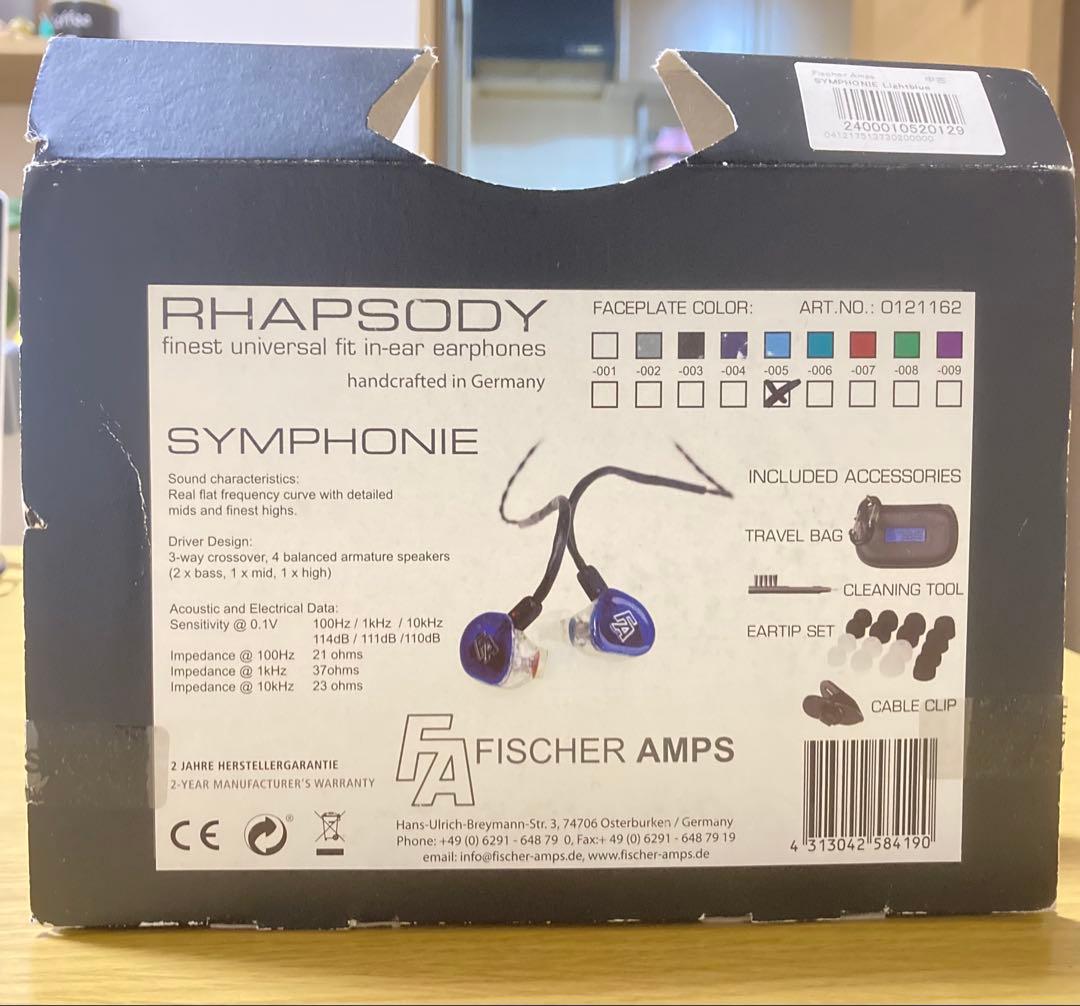 Fischer Amps 中古
SYMPHONIE Lightblue
2400010520129
041217513730200000
RHAPSODY
finest universal fit in-ear earphones
handcrafted in Germany
FACEPLATE COLOR: ART.NO.: 0121162
-001 -002 -003 -004 -005 -006 -007 -008 -009
SYMPHONIE
Sound characteristics:
Real flat frequency curve with detailed
mids and finest highs.
Driver Design:
3-way crossover, 4 balanced armature speakers
(2 x bass, 1 x mid, 1 x high)
Acoustic and Electrical Data:
Sensitivity @ 0.1V 100Hz / 1kHz / 10kHz
114dB / 111dB /110dB
Impedance @ 100Hz 21 ohms
Impedance @ 1kHz 37ohms
Impedance @ 10kHz 23 ohms
INCLUDED ACCESSORIES
TRAVEL BAG
CLEANING TOOL
EARTIP SET
CABLE CLIP
FA
FA
2 JAHRE HERSTELLERGARANTIE
2-YEAR MANUFACTURER'S WARRANTY
CE
FA FISCHER AMPS
Hans-Ulrich-Breymann-Str. 3, 74706 Osterburken / Germany
Phone: +49 (0) 6291 - 648 79 0, Fax:+ 49 (0) 6291 - 648 79 19
email: info@fischer-amps.de, www.fischer-amps.de
4 313042 584190